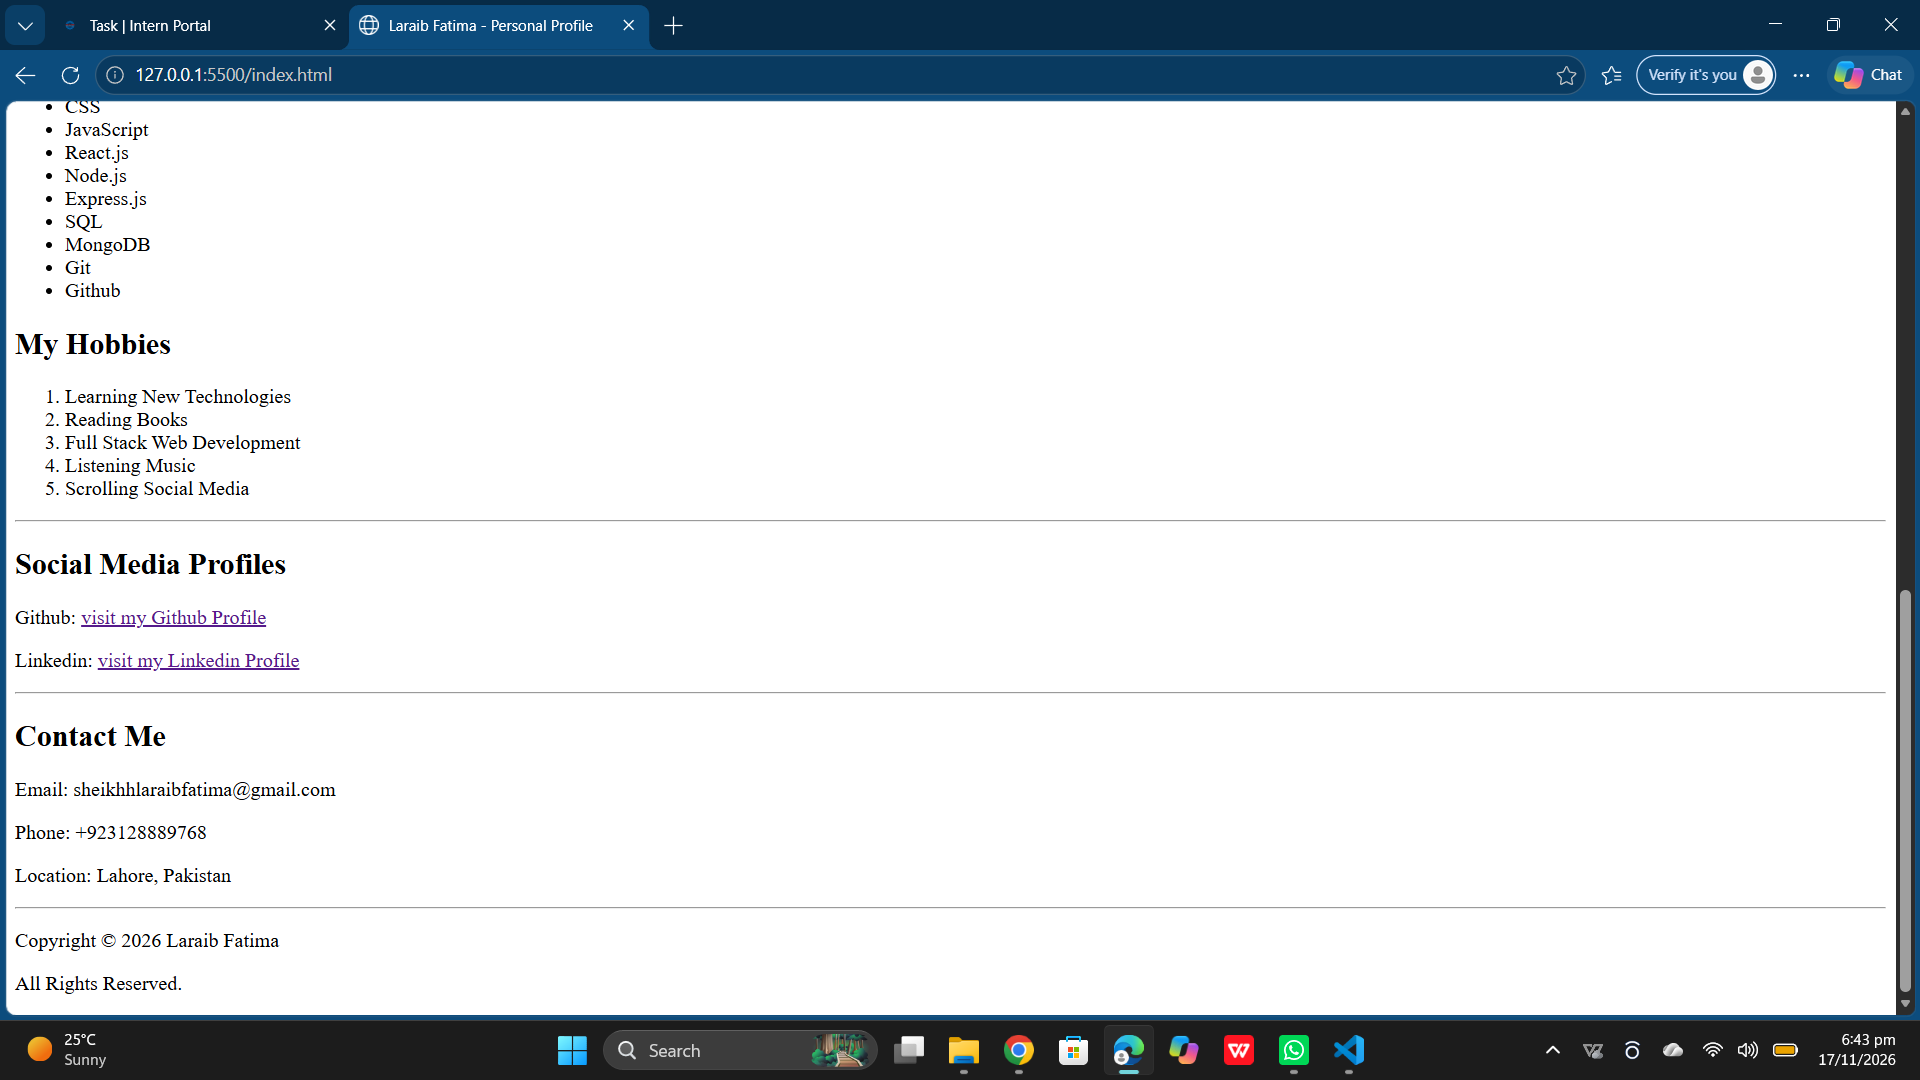 Task | Intern Portal
Laraib Fatima - Personal Profile
127.0.0.1:5500/index.html
Verify it's you
Chat
CSS
JavaScript
React.js
Node.js
Express.js
SQL
MongoDB
Git
Github
My Hobbies
1. Learning New Technologies
2. Reading Books
3. Full Stack Web Development
4. Listening Music
5. Scrolling Social Media
Social Media Profiles
Github: visit my Github Profile
Linkedin: visit my Linkedin Profile
Contact Me
Email: sheikhhlaraibfatima@gmail.com
Phone: +923128889768
Location: Lahore, Pakistan
Copyright © 2026 Laraib Fatima
All Rights Reserved.
25°C
Sunny
Search
6:43 pm
17/11/2026